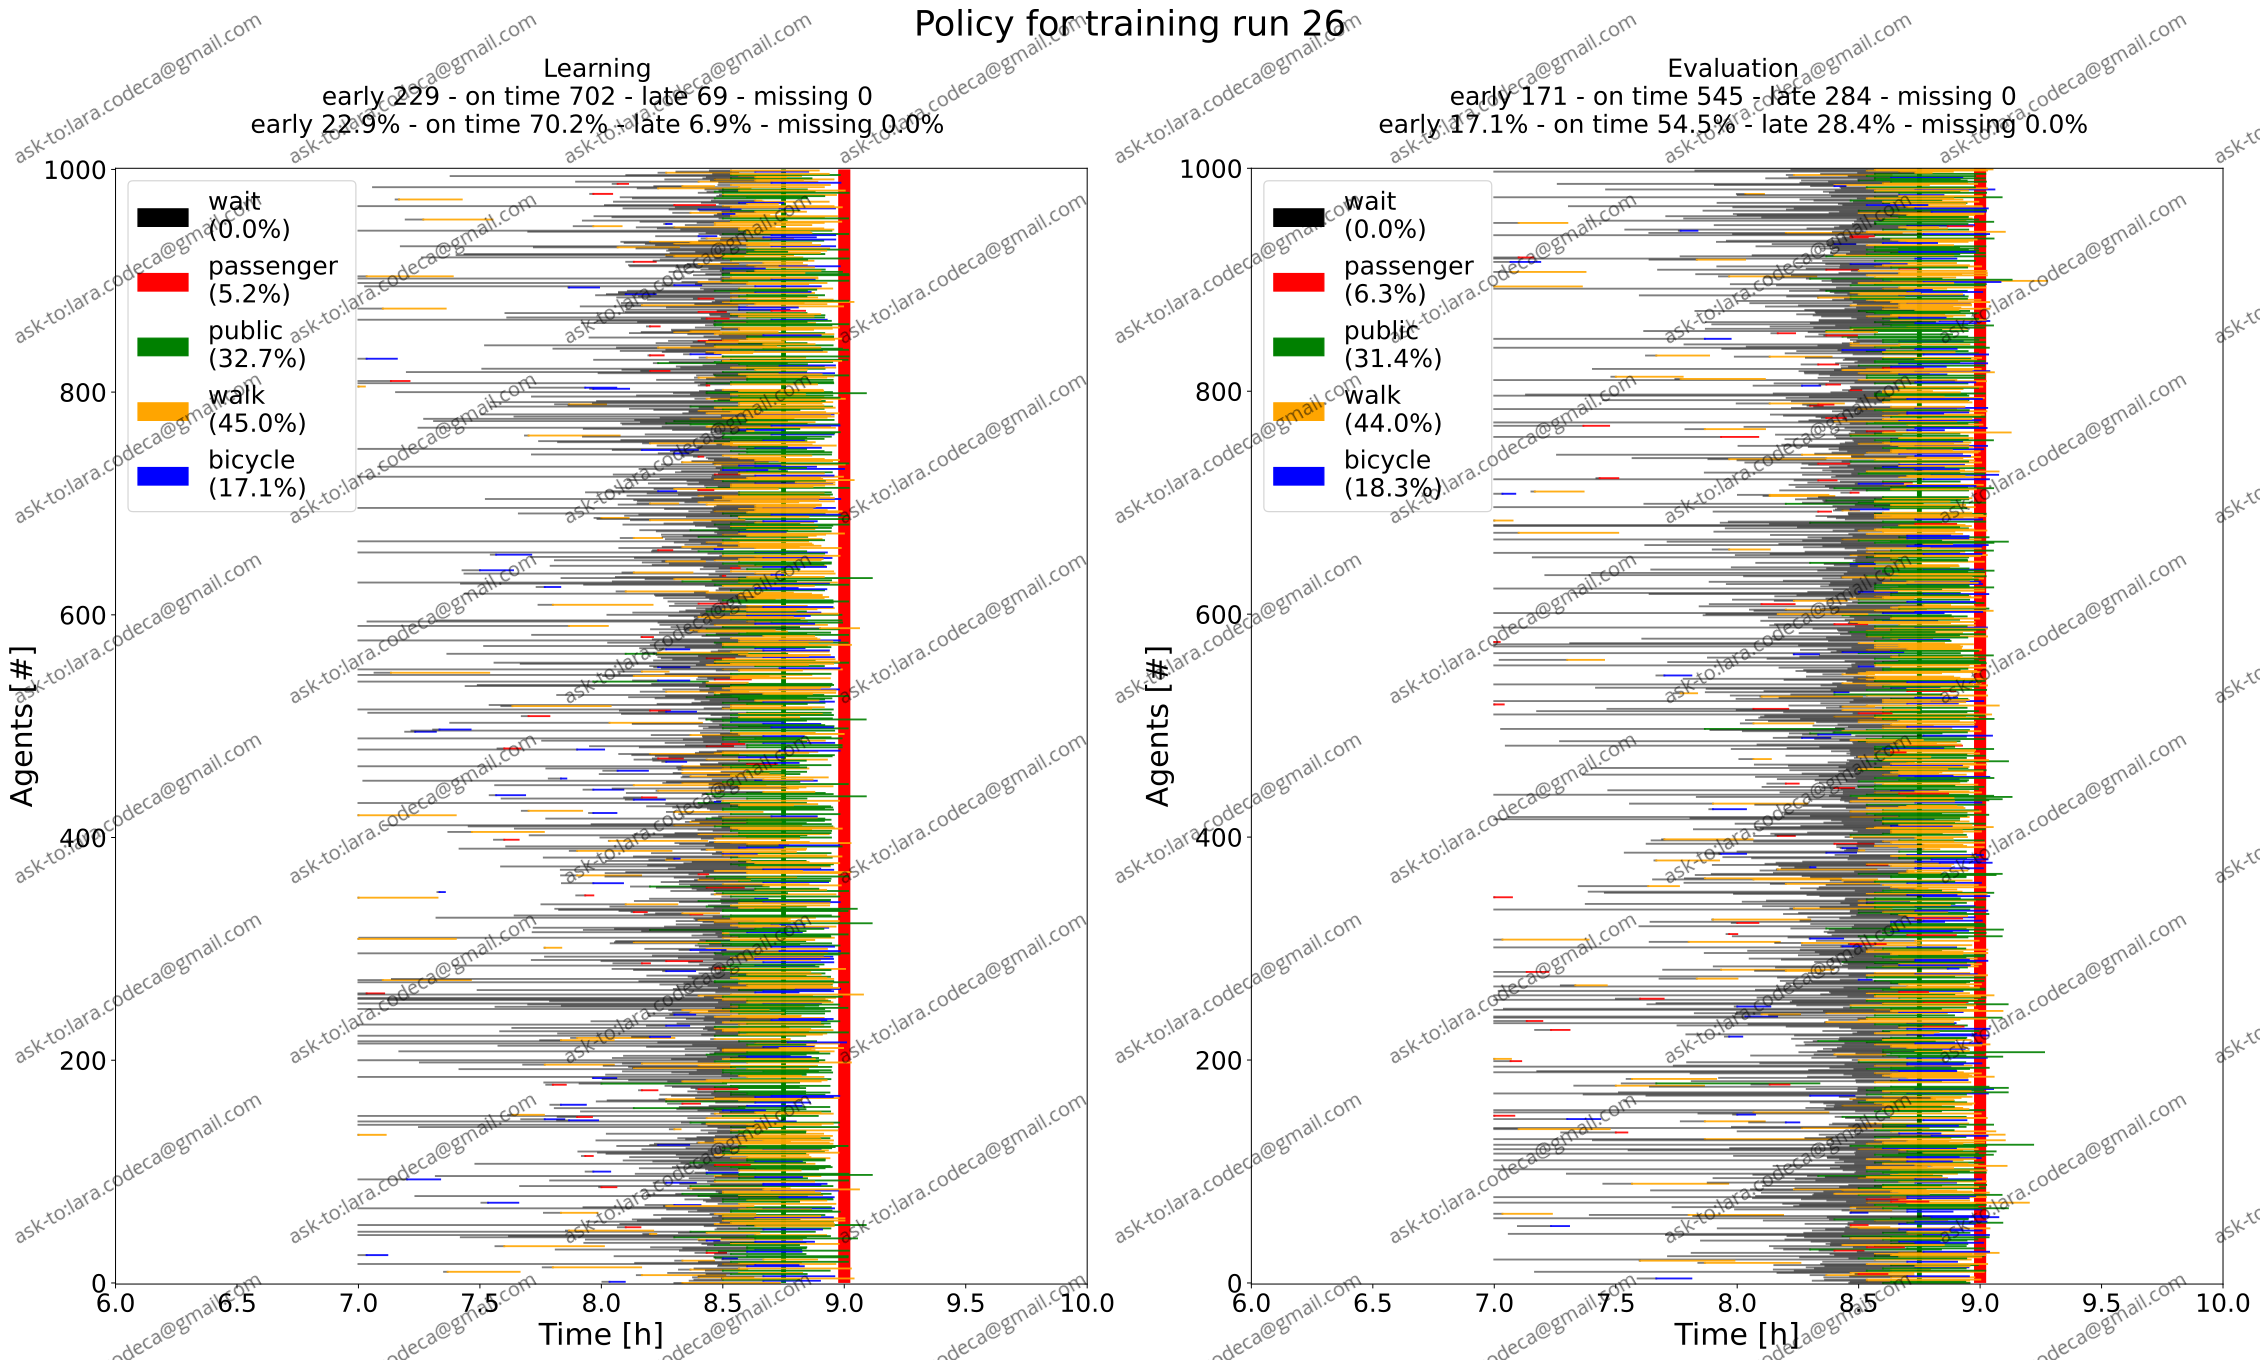 Policy for training run 26
Learning
early 229 - on time 702 - late 69 - missing 0
early 22.9% - on time 70.2% - late 6.9% - missing 0.0%
Agents [#]
1000
800
600
400
200
0
wait
(0.0%)
passenger
(5.2%)
public
(32.7%)
walk
(45.0%)
bicycle
(17.1%)
6.0 6.5 7.0 7.5 8.0 8.5 9.0 9.5 10.0
Time [h]
Evaluation
early 171 - on time 545 - late 284 - missing 0
early 17.1% - on time 54.5% - late 28.4% - missing 0.0%
Agents [#]
1000
800
600
400
200
0
wait
(0.0%)
passenger
(6.3%)
public
(31.4%)
walk
(44.0%)
bicycle
(18.3%)
6.0 6.5 7.0 7.5 8.0 8.5 9.0 9.5 10.0
Time [h]
ask-to:lara.codeca@gmail.com